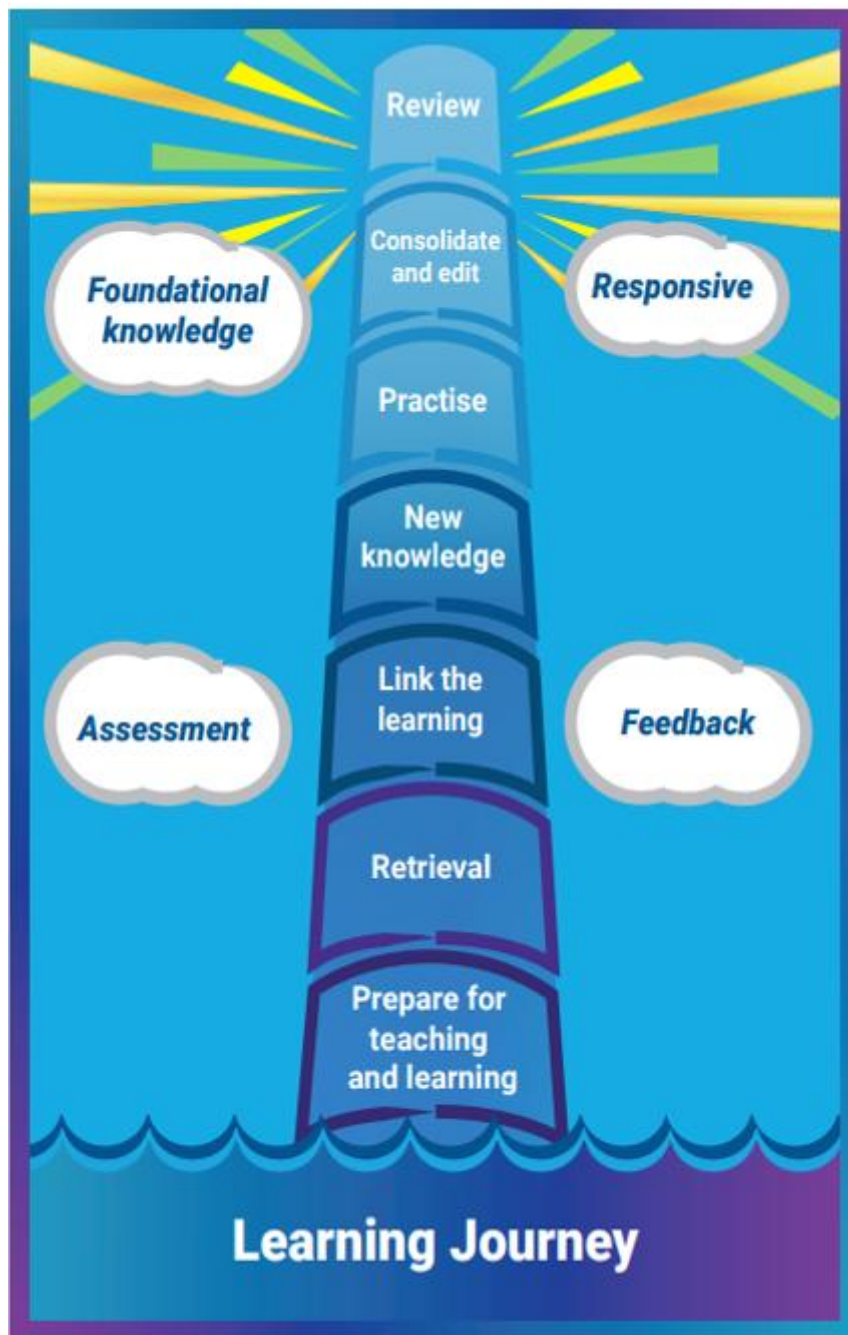 Review
Consolidate
and edit
Foundational
knowledge
Responsive
Practise
New
knowledge
Link the
learning
Assessment
Feedback
Retrieval
Prepare for
teaching
and learning
Learning Journey